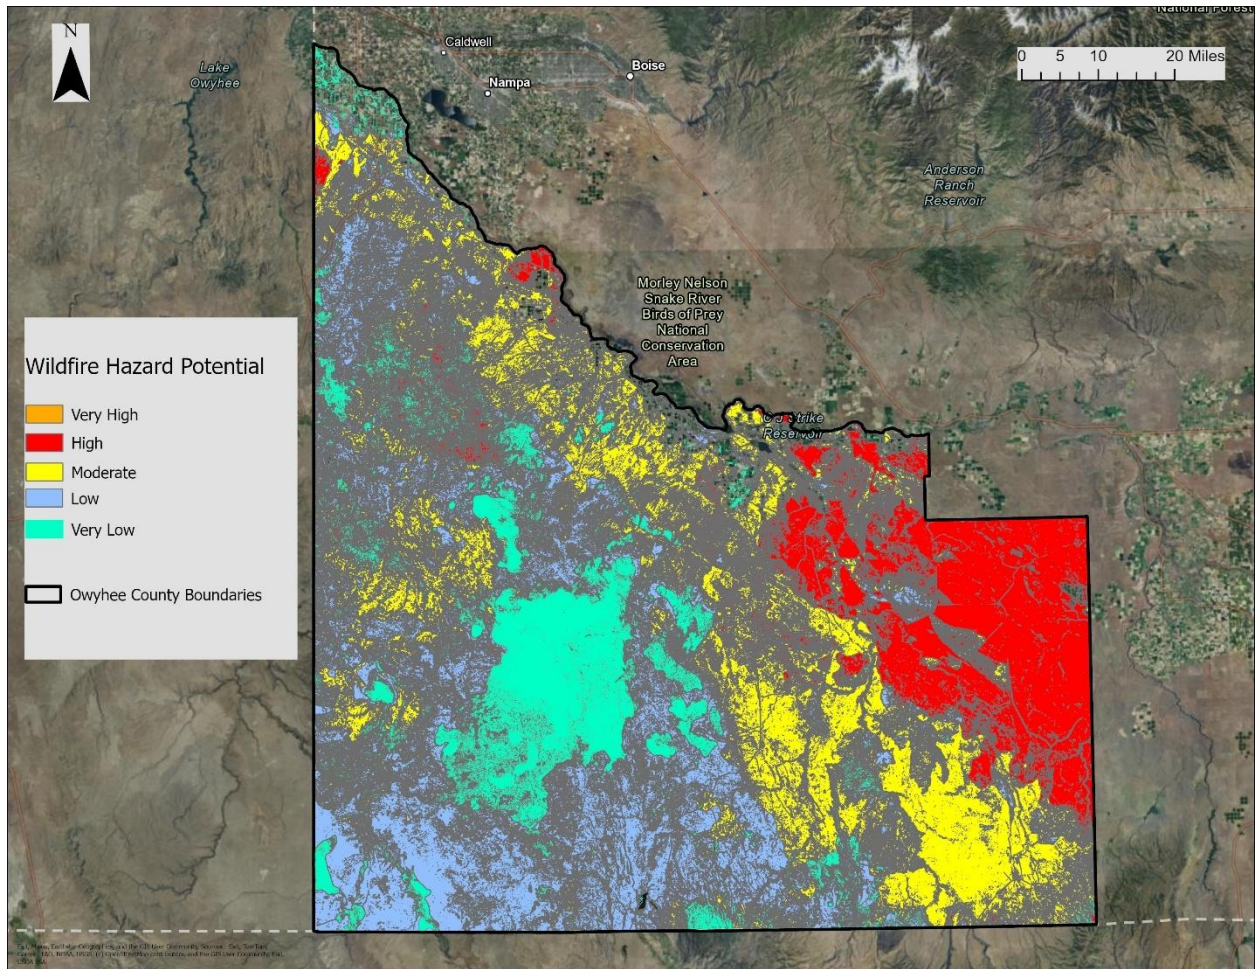 National Forest
N
Caldwell
Lake
Owyhee
Boise
Nampa
0 5 10 20 Miles
Anderson
Ranch
Reservoir
Morley Nelson
Snake River
Birds of Prey
National
Conservation
Area
Wildfire Hazard Potential
Very High
High
Moderate
Low
Very Low
Owyhee County Boundaries
Reservoir